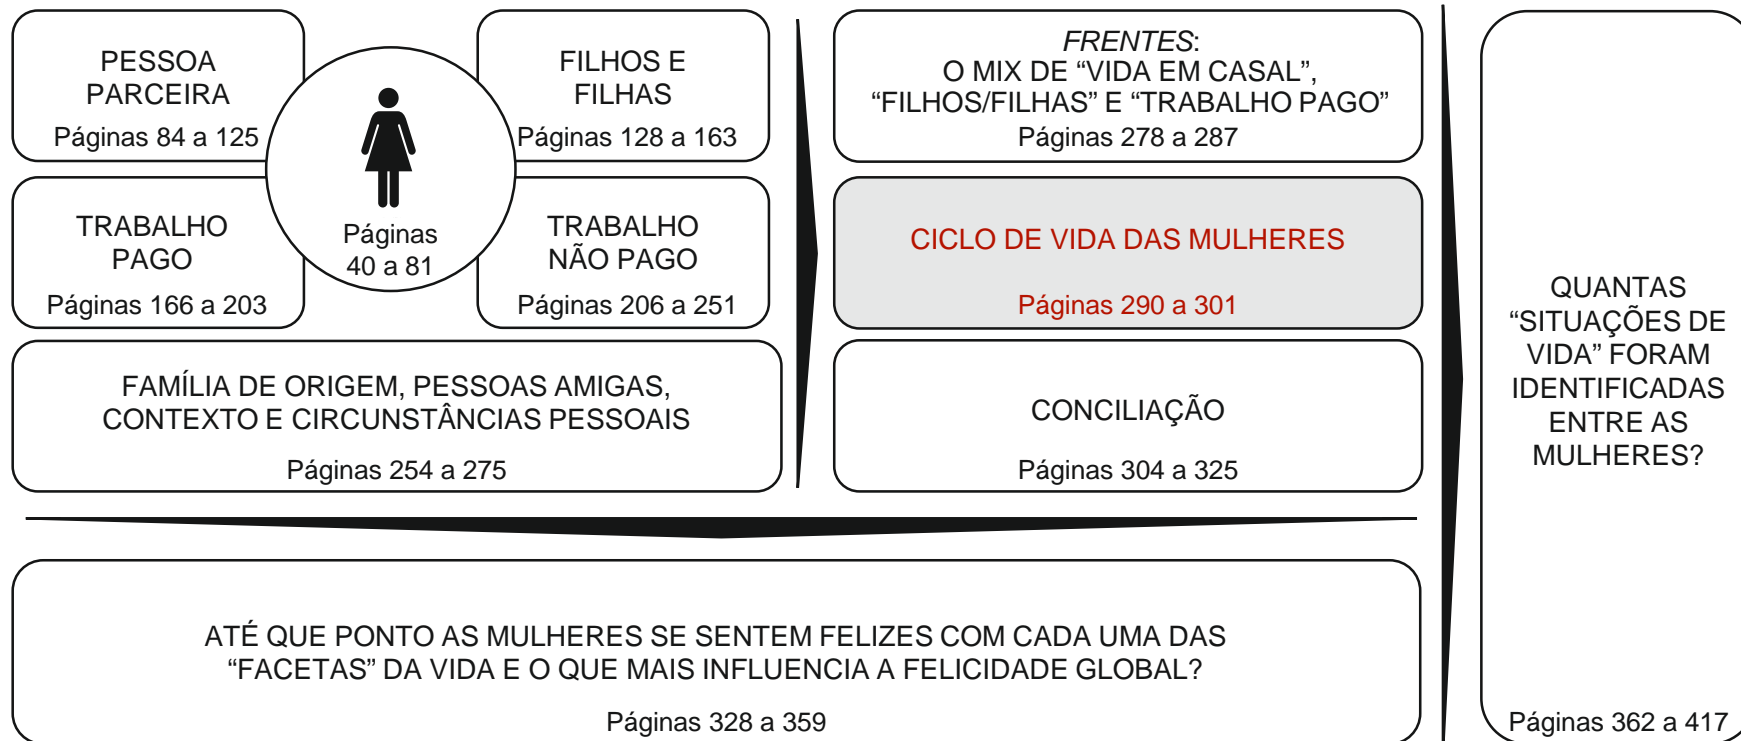 PESSOA
PARCEIRA
Páginas 84 a 125
FILHOS E
FILHAS
Páginas 128 a 163
Páginas
40 a 81
TRABALHO
PAGO
Páginas 166 a 203
TRABALHO
NÃO PAGO
Páginas 206 a 251
FAMÍLIA DE ORIGEM, PESSOAS AMIGAS,
CONTEXTO E CIRCUNSTÂNCIAS PESSOAIS
Páginas 254 a 275
FRENTES:
O MIX DE “VIDA EM CASAL”,
“FILHOS/FILHAS” E “TRABALHO PAGO”
Páginas 278 a 287
CICLO DE VIDA DAS MULHERES
Páginas 290 a 301
CONCILIAÇÃO
Páginas 304 a 325
ATÉ QUE PONTO AS MULHERES SE SENTEM FELIZES COM CADA UMA DAS
“FACETAS” DA VIDA E O QUE MAIS INFLUENCIA A FELICIDADE GLOBAL?
Páginas 328 a 359
QUANTAS
“SITUAÇÕES DE
VIDA” FORAM
IDENTIFICADAS
ENTRE AS
MULHERES?
Páginas 362 a 417